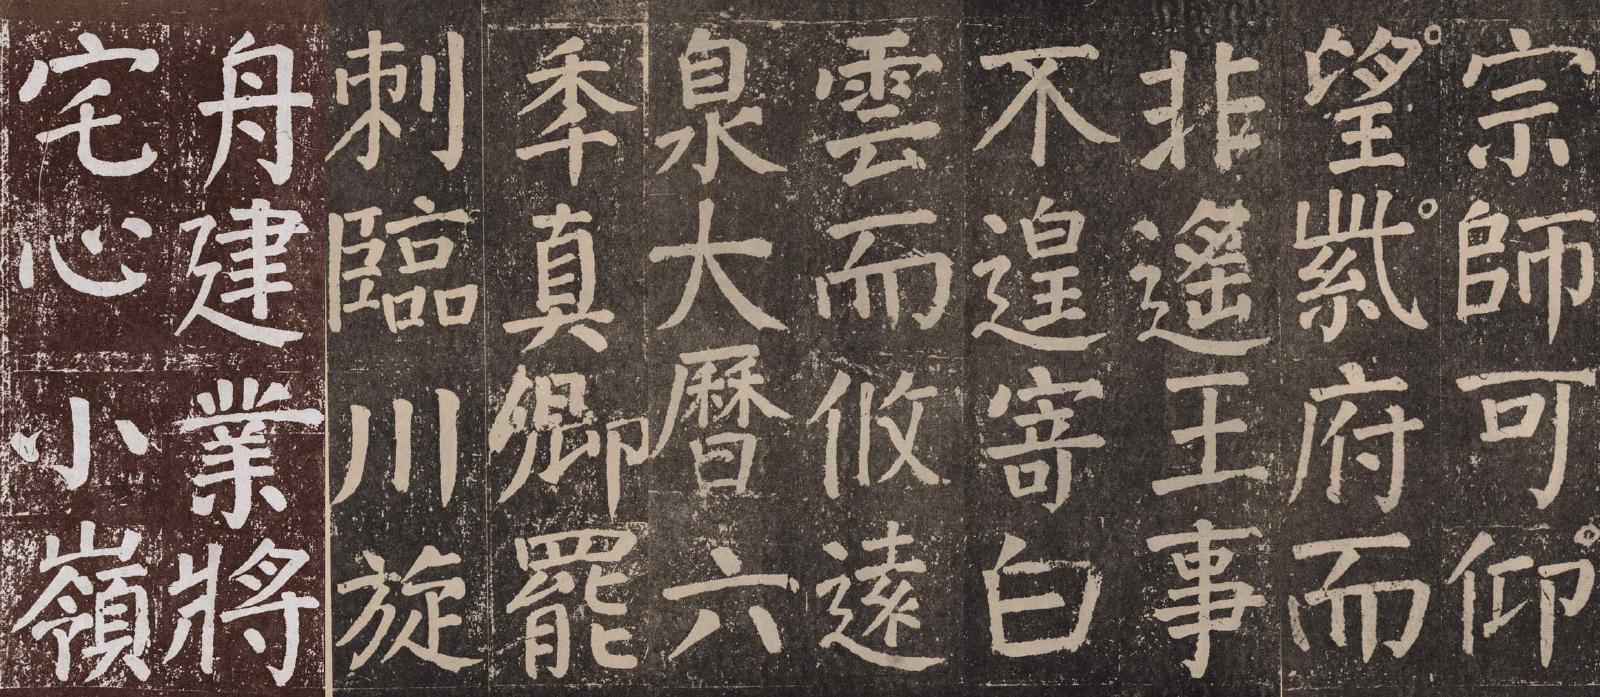 宗師可仰
望紫府而
非遙王事
不遑寄白
雲而攸遠
泉大曆六
秊真卿罷
刺臨川旋
舟建業將
宅心小嶺